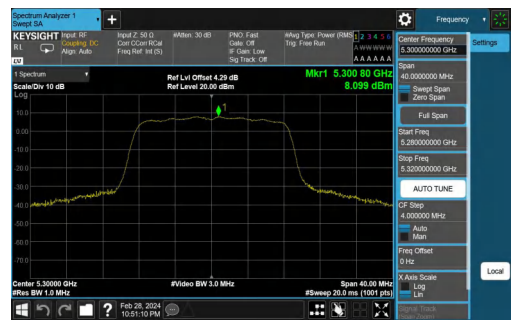 Spectrum Analyzer 1
Swept SA
Frequency
KEYSIGHT
Input: RF
Coupling: DC
Align: Auto
Input Z: 50 Ω
Corr CCorr RCal
Freq Ref: Int (S)
#Atten: 30 dB
PNO: Fast
Gate: Off
IF Gain: Low
Sig Track: Off
#Avg Type: Power (RMS)
Trig: Free Run
1 2 3 4 5 6
A W W W W W
A A A A A A
R L
LV
1 Spectrum
Scale/Div 10 dB
Log
Ref Lvl Offset 4.29 dB
Ref Level 20.00 dBm
Mkr1 5.300 80 GHz
8.099 dBm
1
10.0
0.00
-10.0
-20.0
-30.0
-40.0
-50.0
-60.0
-70.0
Center 5.30000 GHz
#Res BW 1.0 MHz
#Video BW 3.0 MHz
Span 40.00 MHz
#Sweep 20.0 ms (1001 pts)
Center Frequency
5.300000000 GHz
Settings
Span
40.0000000 MHz
Swept Span
Zero Span
Full Span
Start Freq
5.280000000 GHz
Stop Freq
5.320000000 GHz
AUTO TUNE
CF Step
4.000000 MHz
Auto
Man
Freq Offset
0 Hz
X Axis Scale
Log
Lin
Signal Track
Local
?
Feb 28, 2024
10:51:10 PM